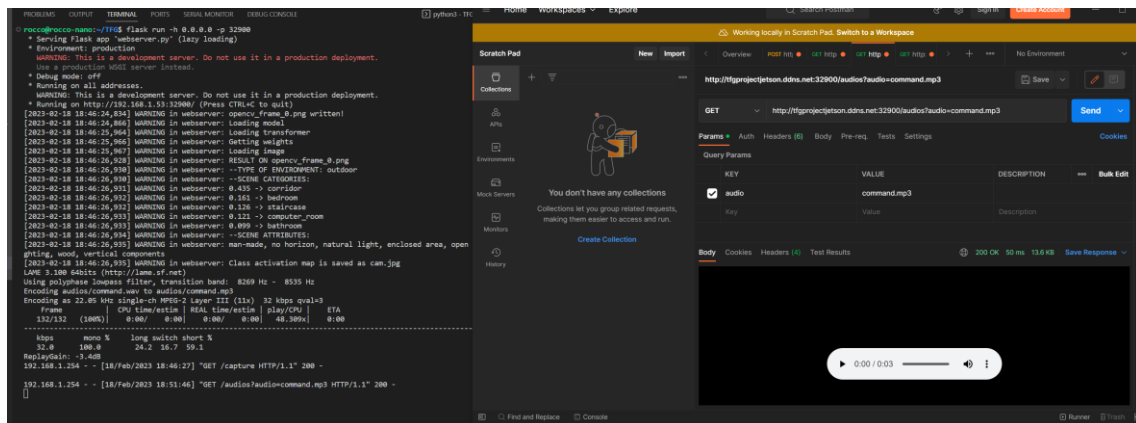 PROBLEMS OUTPUT TERMINAL PORTS SERIAL MONITOR DEBUG CONSOLE
python3 - TFG
rocco@rocco-nano:~/TFG$ flask run -h 0.0.0.0 -p 32900
* Serving Flask app 'webserver.py' (lazy loading)
* Environment: production
WARNING: This is a development server. Do not use it in a production deployment.
Use a production WSGI server instead.
* Debug mode: off
* Running on all addresses.
WARNING: This is a development server. Do not use it in a production deployment.
* Running on http://192.168.1.53:32900/ (Press CTRL+C to quit)
[2023-02-18 18:46:24,834] WARNING in webserver: opencv_frame_0.png written!
[2023-02-18 18:46:24,866] WARNING in webserver: Loading model
[2023-02-18 18:46:25,964] WARNING in webserver: Loading transformer
[2023-02-18 18:46:25,966] WARNING in webserver: Getting weights
[2023-02-18 18:46:25,967] WARNING in webserver: Loading image
[2023-02-18 18:46:26,928] WARNING in webserver: RESULT ON opencv_frame_0.png
[2023-02-18 18:46:26,930] WARNING in webserver: --TYPE OF ENVIRONMENT: outdoor
[2023-02-18 18:46:26,930] WARNING in webserver: --SCENE CATEGORIES:
[2023-02-18 18:46:26,931] WARNING in webserver: 0.435 -> corridor
[2023-02-18 18:46:26,932] WARNING in webserver: 0.161 -> bedroom
[2023-02-18 18:46:26,932] WARNING in webserver: 0.126 -> staircase
[2023-02-18 18:46:26,933] WARNING in webserver: 0.121 -> computer_room
[2023-02-18 18:46:26,933] WARNING in webserver: 0.099 -> bathroom
[2023-02-18 18:46:26,934] WARNING in webserver: --SCENE ATTRIBUTES:
[2023-02-18 18:46:26,935] WARNING in webserver: man-made, no horizon, natural light, enclosed area, open
ghting, wood, vertical components
[2023-02-18 18:46:26,935] WARNING in webserver: Class activation map is saved as cam.jpg
LAME 3.100 64bits (http://lame.sf.net)
Using polyphase lowpass filter, transition band: 8269 Hz - 8535 Hz
Encoding audios/command.wav to audios/command.mp3
Encoding as 22.05 kHz single-ch MPEG-2 Layer III (11x) 32 kbps qval=3
Frame | CPU time/estim | REAL time/estim | play/CPU | ETA
132/132 (100%)| 0:00/ 0:00| 0:00/ 0:00| 48.309x| 0:00
kbps mono % long switch short %
32.0 100.0 24.2 16.7 59.1
ReplayGain: -3.4dB
192.168.1.254 - - [18/Feb/2023 18:46:27] "GET /capture HTTP/1.1" 200 -
192.168.1.254 - - [18/Feb/2023 18:51:46] "GET /audios?audio=command.mp3 HTTP/1.1" 200 -
Home Workspaces Explore
Search Postman
Sign In Create Account
Working locally in Scratch Pad. Switch to a Workspace
Scratch Pad New Import
Collections
APIs
Environments
Mock Servers
Monitors
History
You don't have any collections
Collections let you group related requests,
making them easier to access and run.
Create Collection
Overview POST htt GET http GET http GET http No Environment
http://tfgprojectjetson.ddns.net:32900/audios?audio=command.mp3 Save
GET http://tfgprojectjetson.ddns.net:32900/audios?audio=command.mp3 Send
Params Auth Headers (6) Body Pre-req. Tests Settings Cookies
Query Params
KEY VALUE DESCRIPTION Bulk Edit
audio command.mp3
Key Value Description
Body Cookies Headers (4) Test Results 200 OK 50 ms 13.6 KB Save Response
0:00 / 0:03
Find and Replace Console Runner Trash